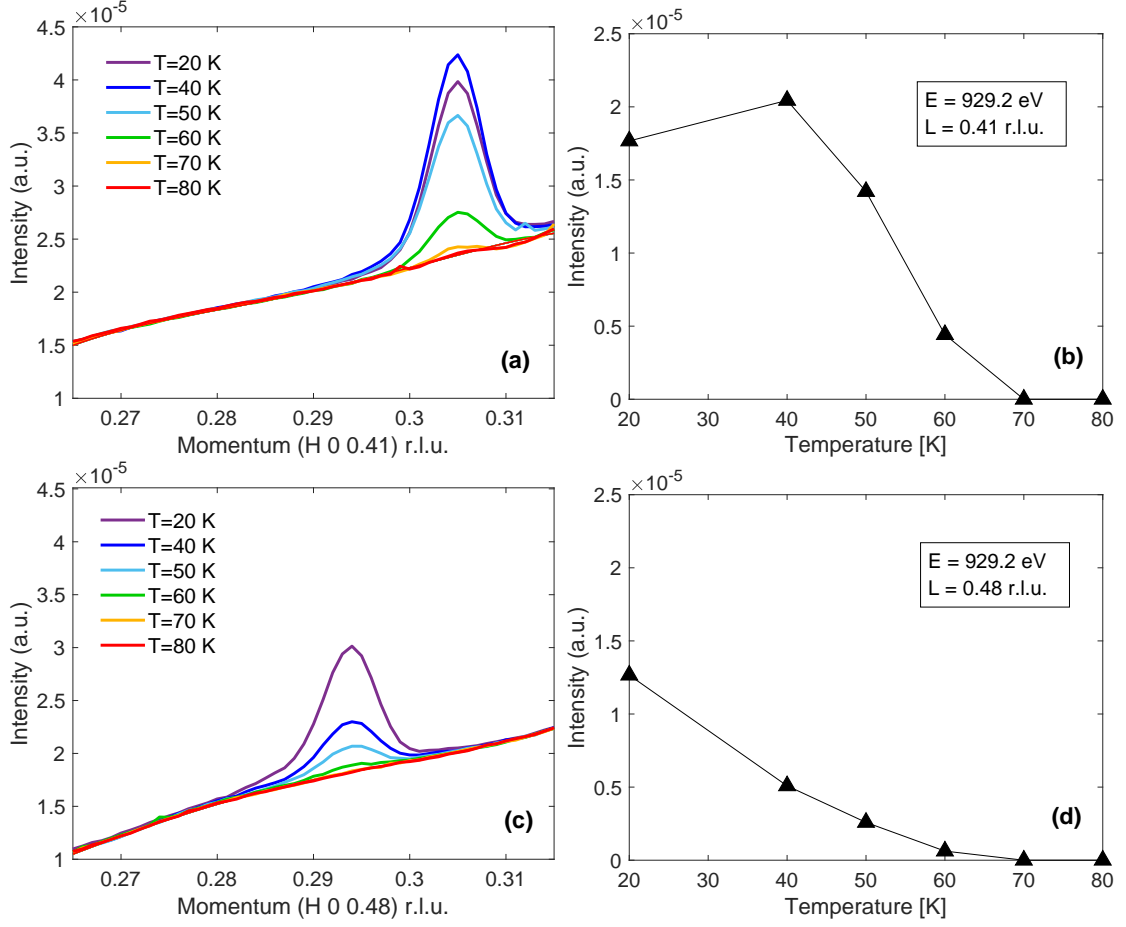 ×10⁻⁵
4.5
4
3.5
3
2.5
2
1.5
1
Intensity (a.u.)
T=20 K
T=40 K
T=50 K
T=60 K
T=70 K
T=80 K
(a)
0.27 0.28 0.29 0.3 0.31
Momentum (H 0 0.41) r.l.u.
×10⁻⁵
2.5
2
1.5
1
0.5
0
Intensity (a.u.)
E = 929.2 eV
L = 0.41 r.l.u.
(b)
20 30 40 50 60 70 80
Temperature [K]
×10⁻⁵
4.5
4
3.5
3
2.5
2
1.5
1
Intensity (a.u.)
T=20 K
T=40 K
T=50 K
T=60 K
T=70 K
T=80 K
(c)
0.27 0.28 0.29 0.3 0.31
Momentum (H 0 0.48) r.l.u.
×10⁻⁵
2.5
2
1.5
1
0.5
0
Intensity (a.u.)
E = 929.2 eV
L = 0.48 r.l.u.
(d)
20 30 40 50 60 70 80
Temperature [K]